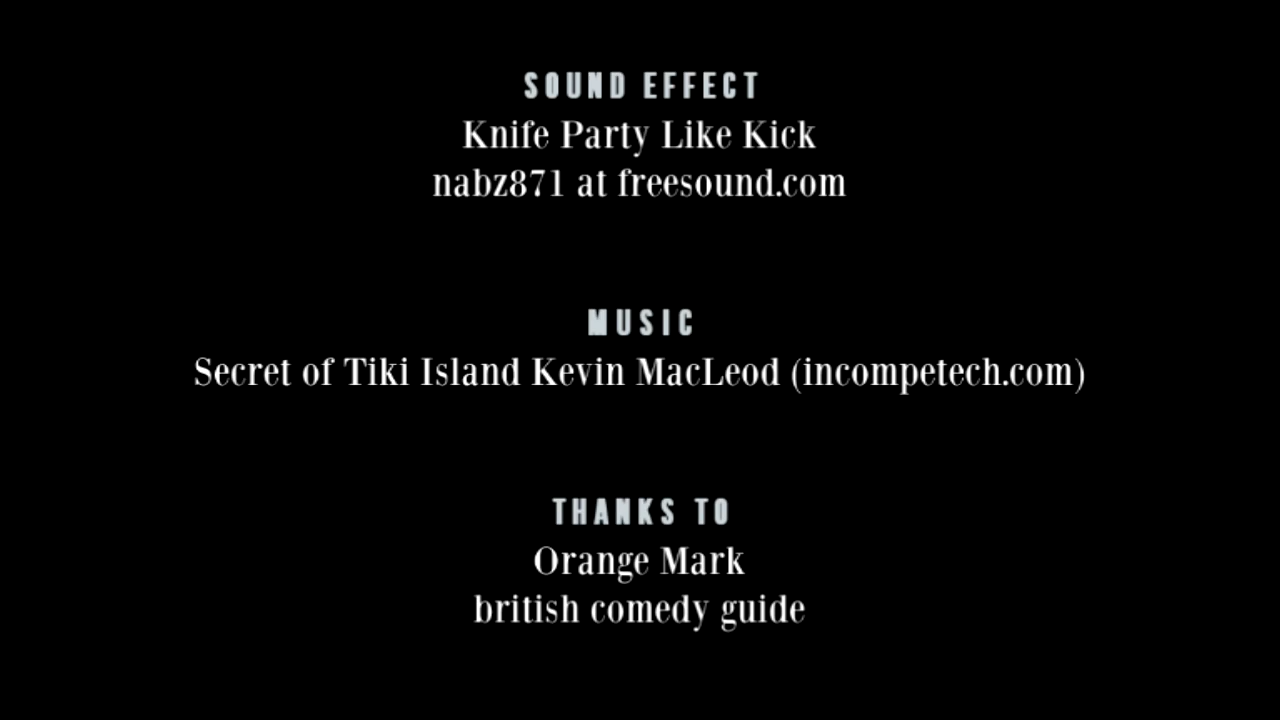 SOUND EFFECT
Knife Party Like Kick
nabz871 at freesound.com
MUSIC
Secret of Tiki Island Kevin MacLeod (incompetech.com)
THANKS TO
Orange Mark
british comedy guide